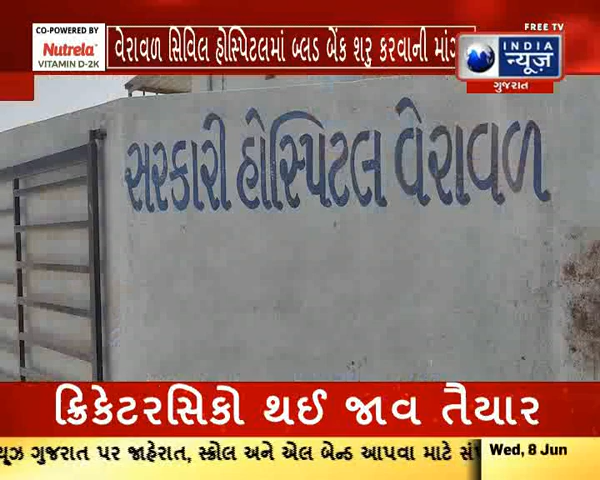 CO-POWERED BY
Nutrela
VITAMIN D-2K
વેરાવળ સિવિલ હોસ્પિટલમાં બ્લડ બેંક શરુ કરવાની
FREE TV
INDIA
ન્યૂઝ
ગુજરાત
સરકારી હોસ્પિટલ વેરાવળ
ક્રિકેટરસિકો થઈ જાવ તૈયાર
ગુજરાત પર જાહેરાત, સ્ક્રોલ અને એલ બેન્ડ આપવા માટે
Wed, 8 Jun